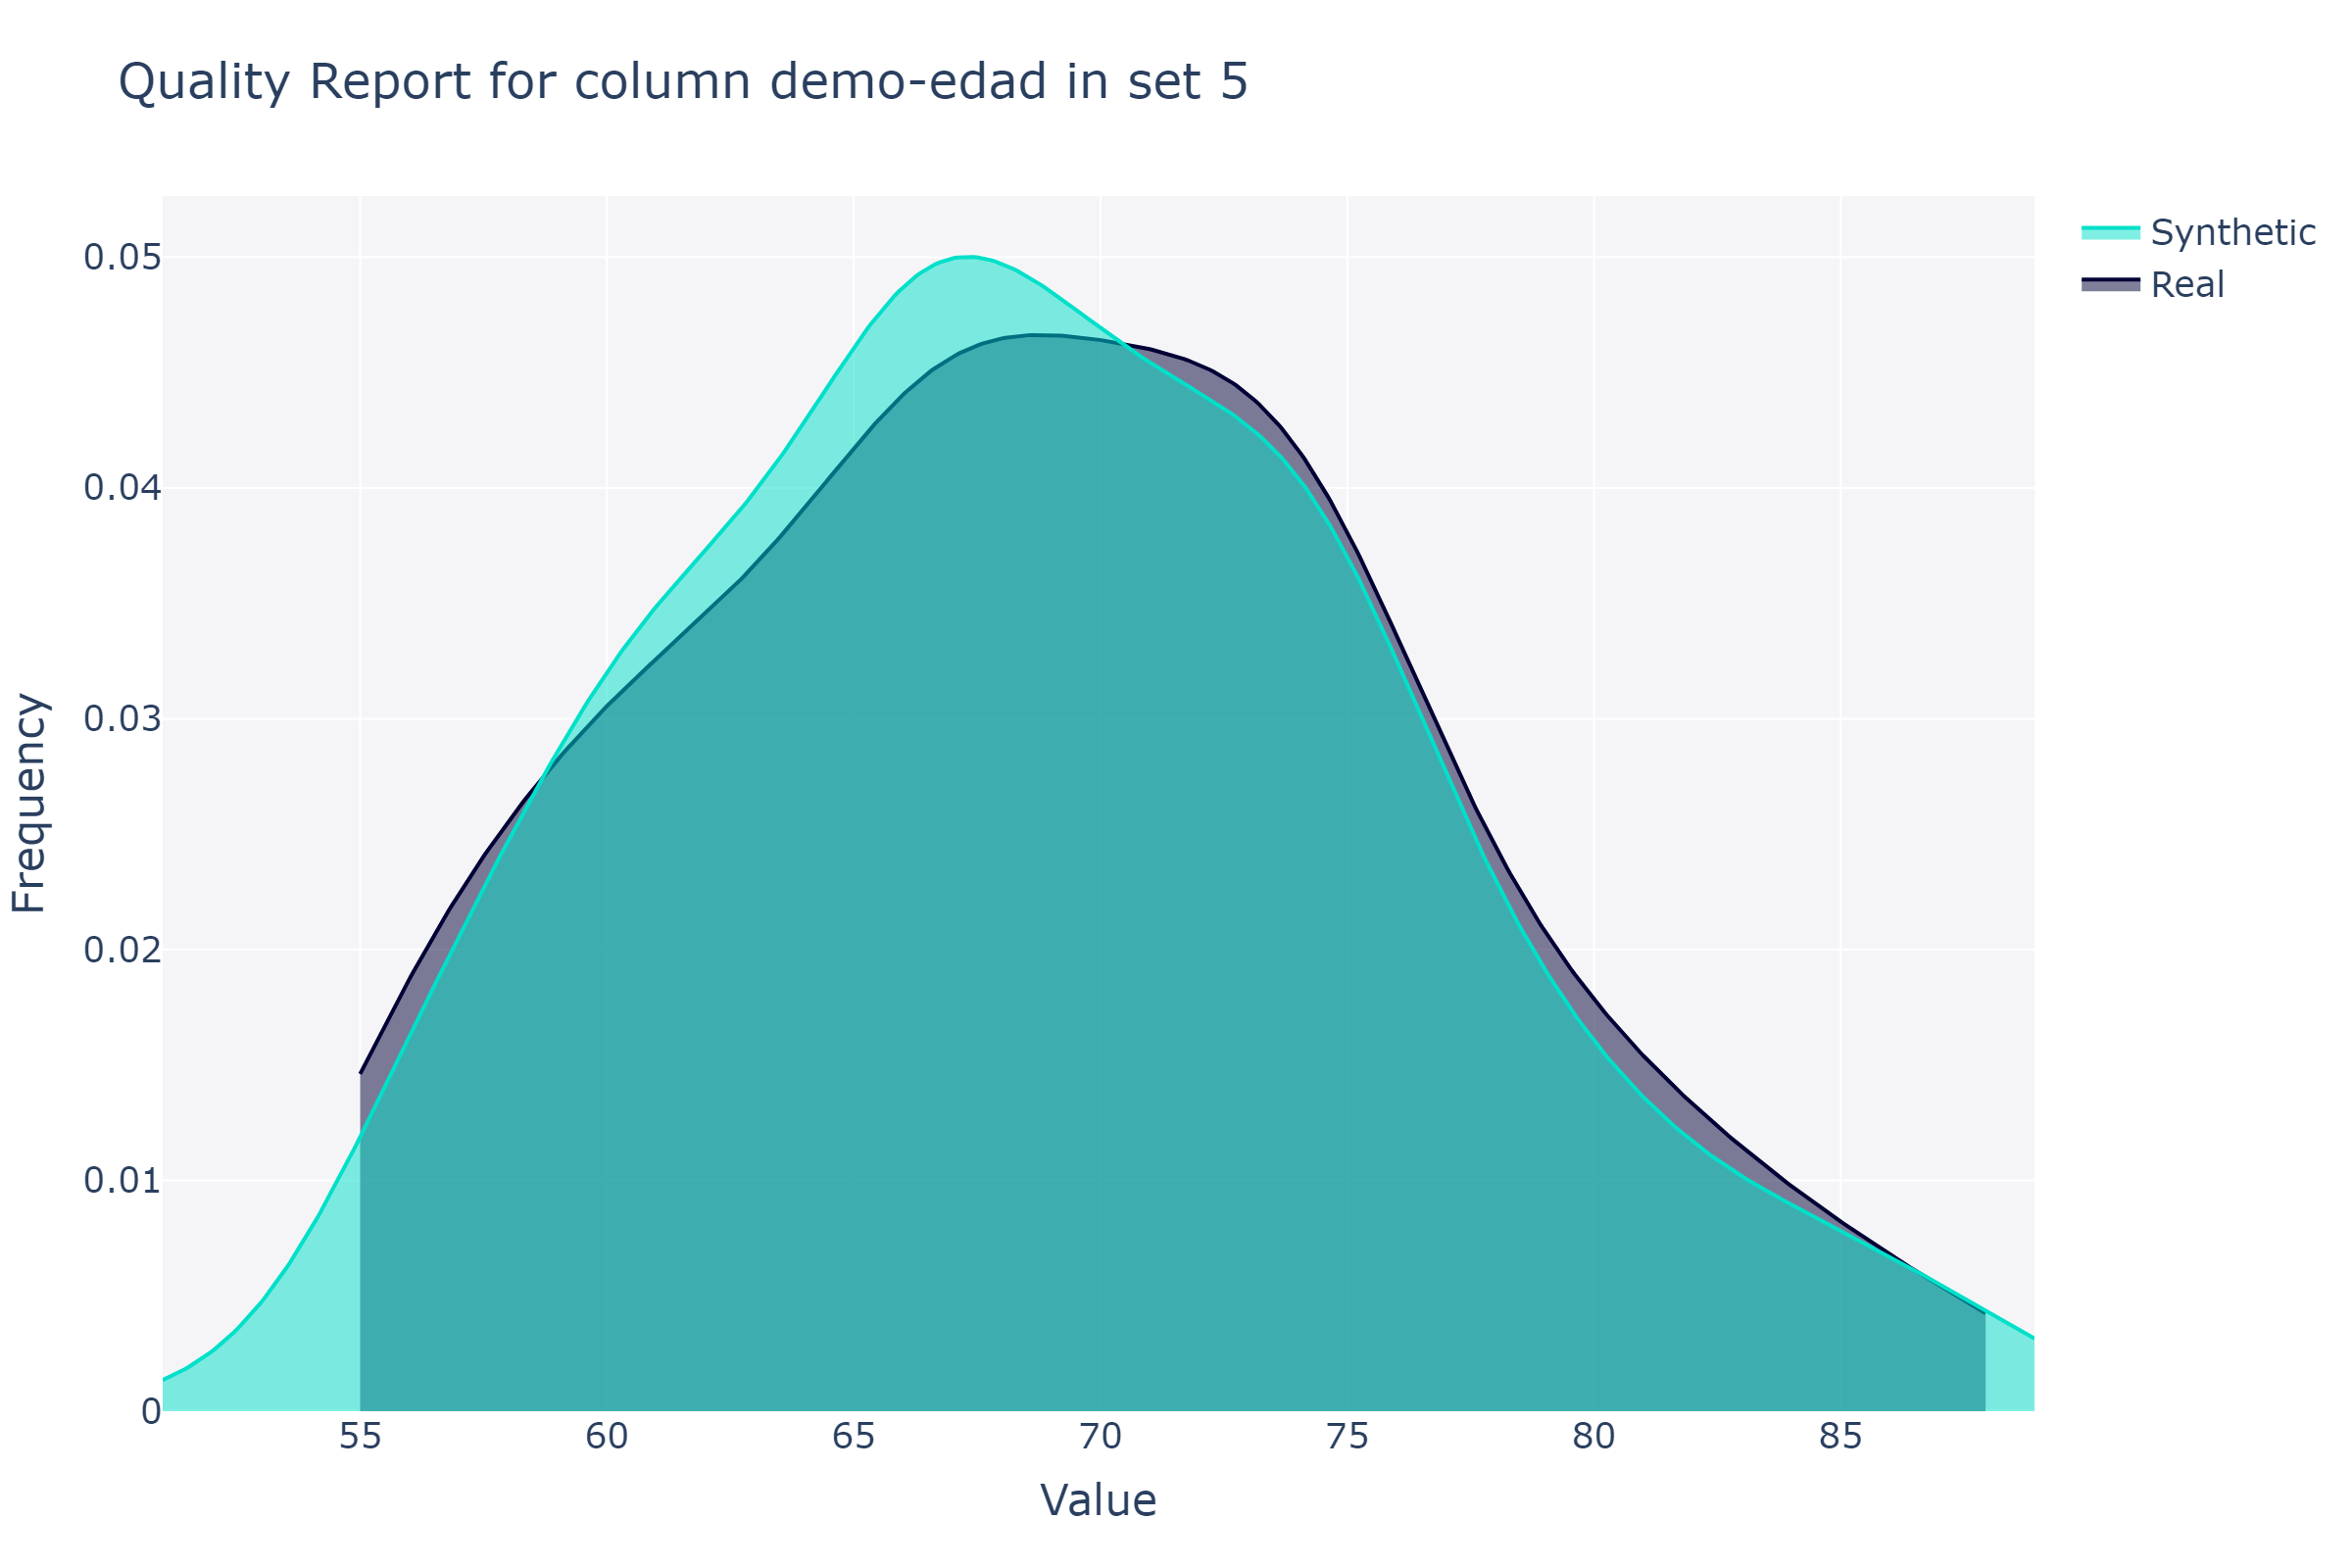 Quality Report for column demo-edad in set 5
Synthetic
Real
0.05
0.04
0.03
0.02
0.01
0
Frequency
55 60 65 70 75 80 85
Value